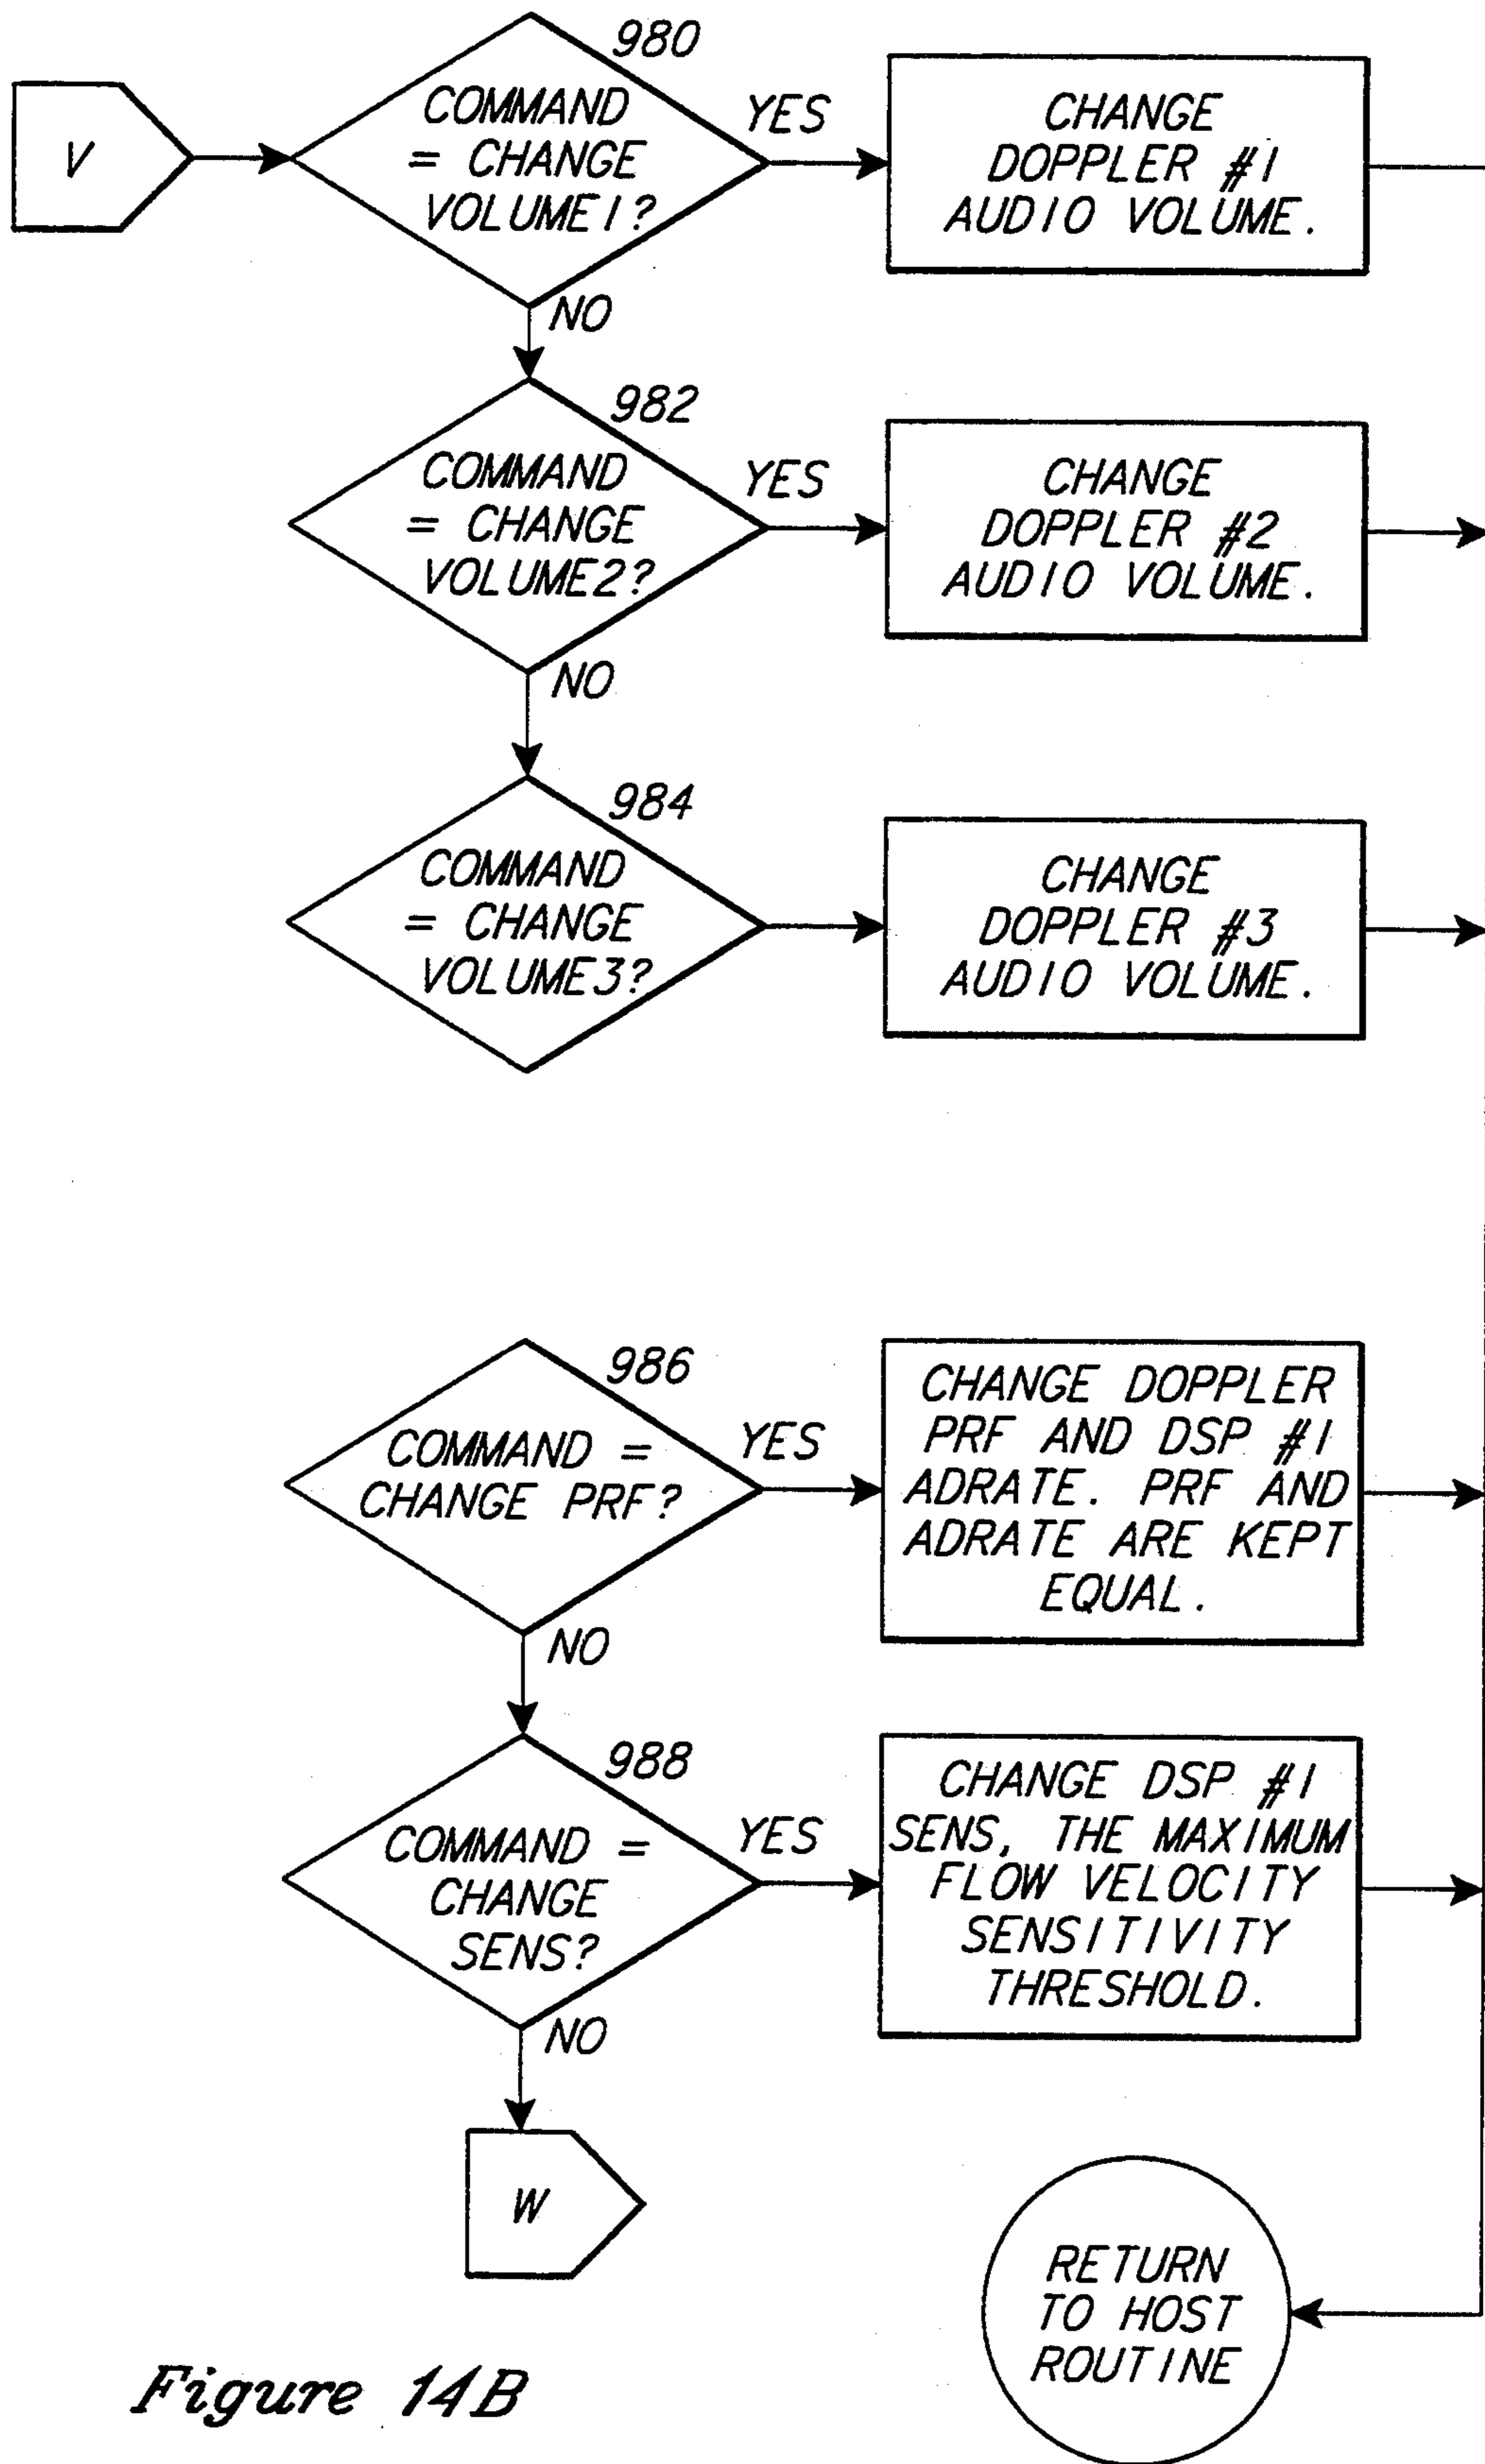 980
V
COMMAND
= CHANGE
VOLUME1?
YES
CHANGE
DOPPLER #1
AUDIO VOLUME.
NO
982
COMMAND
= CHANGE
VOLUME2?
YES
CHANGE
DOPPLER #2
AUDIO VOLUME.
NO
984
COMMAND
= CHANGE
VOLUME3?
CHANGE
DOPPLER #3
AUDIO VOLUME.
986
COMMAND =
CHANGE PRF?
YES
CHANGE DOPPLER
PRF AND DSP #1
ADRATE. PRF AND
ADRATE ARE KEPT
EQUAL.
NO
988
COMMAND =
CHANGE
SENS?
YES
CHANGE DSP #1
SENS, THE MAXIMUM
FLOW VELOCITY
SENSITIVITY
THRESHOLD.
NO
W
RETURN
TO HOST
ROUTINE
Figure 14B